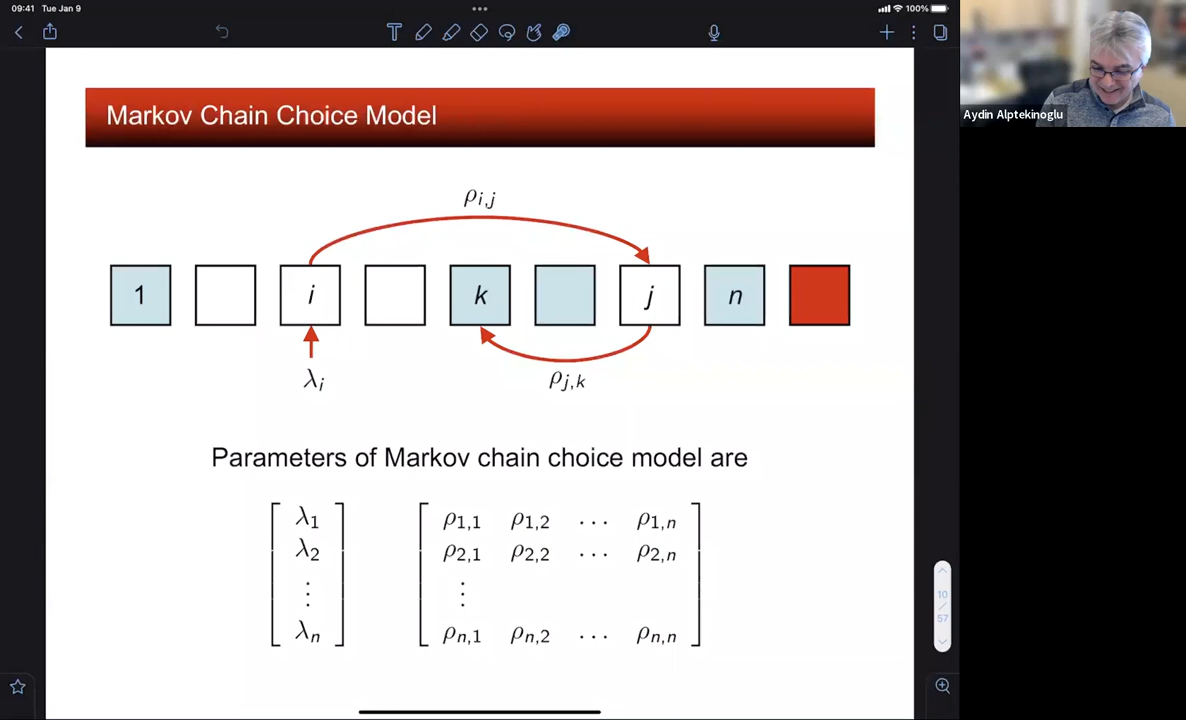 09:41 Tue Jan 9
100%
Aydin Alptekinoglu
Markov Chain Choice Model
ρi,j
1 i k j n
λi
ρj,k
Parameters of Markov chain choice model are
λ1 ρ1,1 ρ1,2 ⋯ ρ1,n
λ2 ρ2,1 ρ2,2 ⋯ ρ2,n
⋮ ⋮
λn ρn,1 ρn,2 ⋯ ρn,n
10
/
57